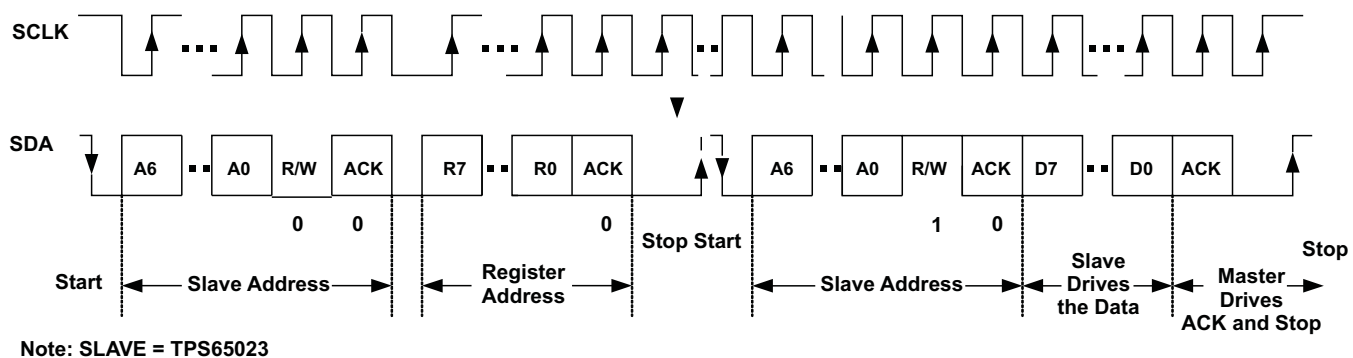 SCLK
SDA
A6 A0 R/W ACK R7 R0 ACK A6 A0 R/W ACK D7 D0 ACK
0 0 0 1 0
Stop Start
Start
Slave Address
Register
Address
Slave Address
Slave
Drives
the Data
Stop
Master
Drives
ACK and Stop
Note: SLAVE = TPS65023